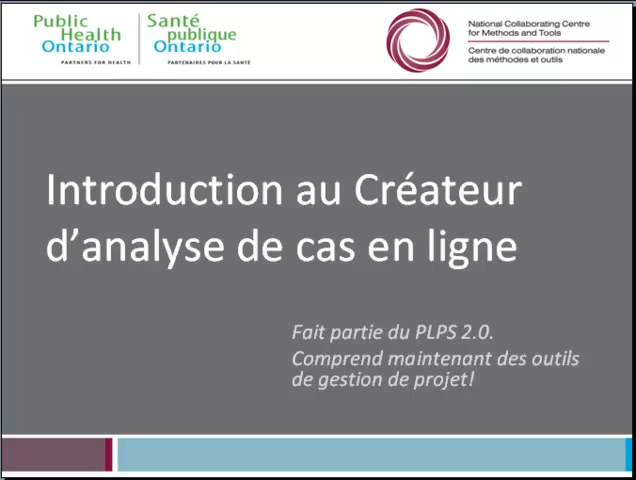 Public
Health
Ontario
PARTNERS FOR HEALTH
Santé
publique
Ontario
PARTENAIRES POUR LA SANTÉ
National Collaborating Centre
for Methods and Tools
Centre de collaboration nationale
des méthodes et outils
Introduction au Créateur
d’analyse de cas en ligne
Fait partie du PLPS 2.0.
Comprend maintenant des outils
de gestion de projet!